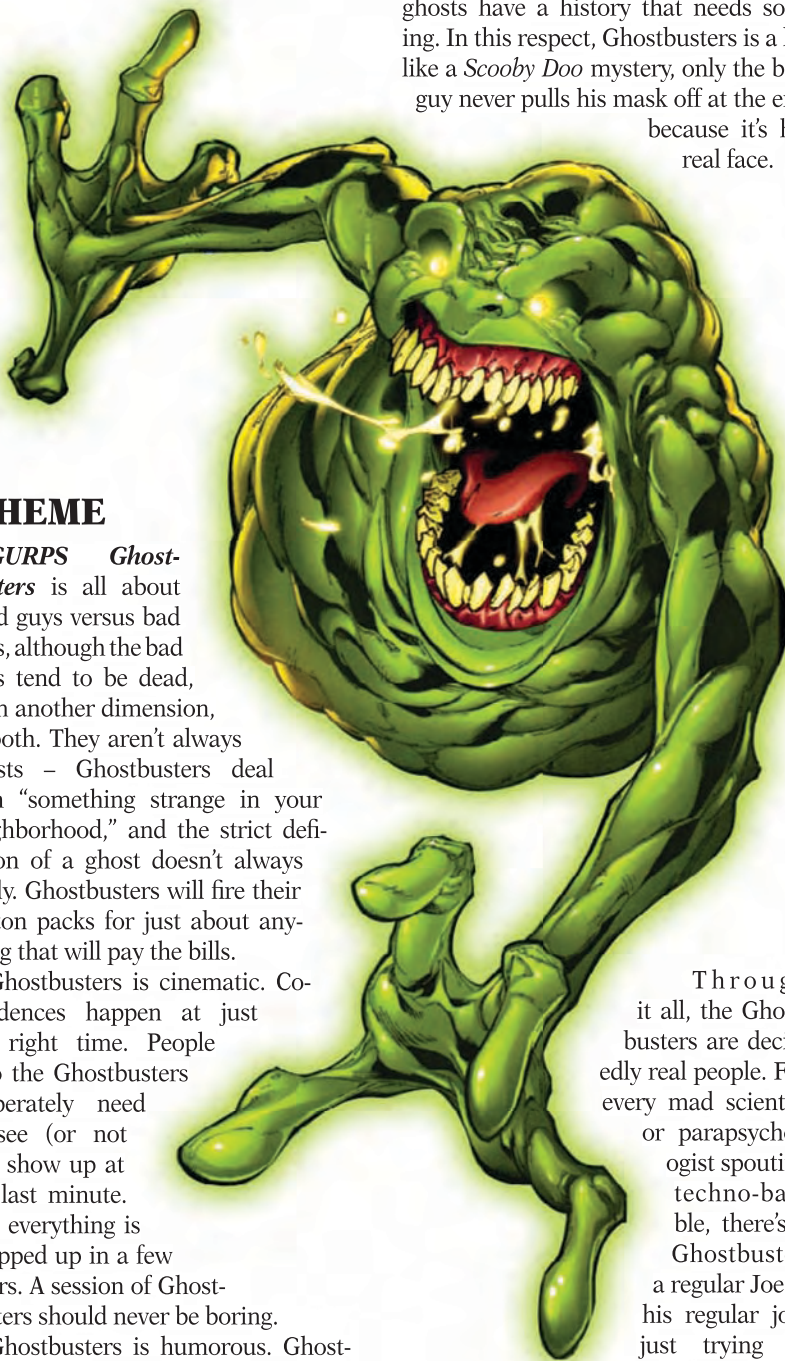 HEME
GURPS Ghost-
ters is all about
d guys versus bad
s, although the bad
s tend to be dead,
n another dimension,
both. They aren't always
sts – Ghostbusters deal
n "something strange in your
ghborhood," and the strict defi-
on of a ghost doesn't always
ly. Ghostbusters will fire their
ton packs for just about any-
g that will pay the bills.
Ghostbusters is cinematic. Co-
dences happen at just
right time. People
o the Ghostbusters
perately need
see (or not
show up at
last minute.
everything is
pped up in a few
rs. A session of Ghost-
ters should never be boring.
Ghostbusters is humorous. Ghost-
ghosts have a history that needs so
ing. In this respect, Ghostbusters is a
like a Scooby Doo mystery, only the b
guy never pulls his mask off at the e
because it's h
real face.
Throug
it all, the Gho
busters are deci
edly real people. F
every mad scient
or parapsycho
ogist spouti
techno-ba
ble, there's
Ghostbust
a regular Joe
his regular jo
just trying